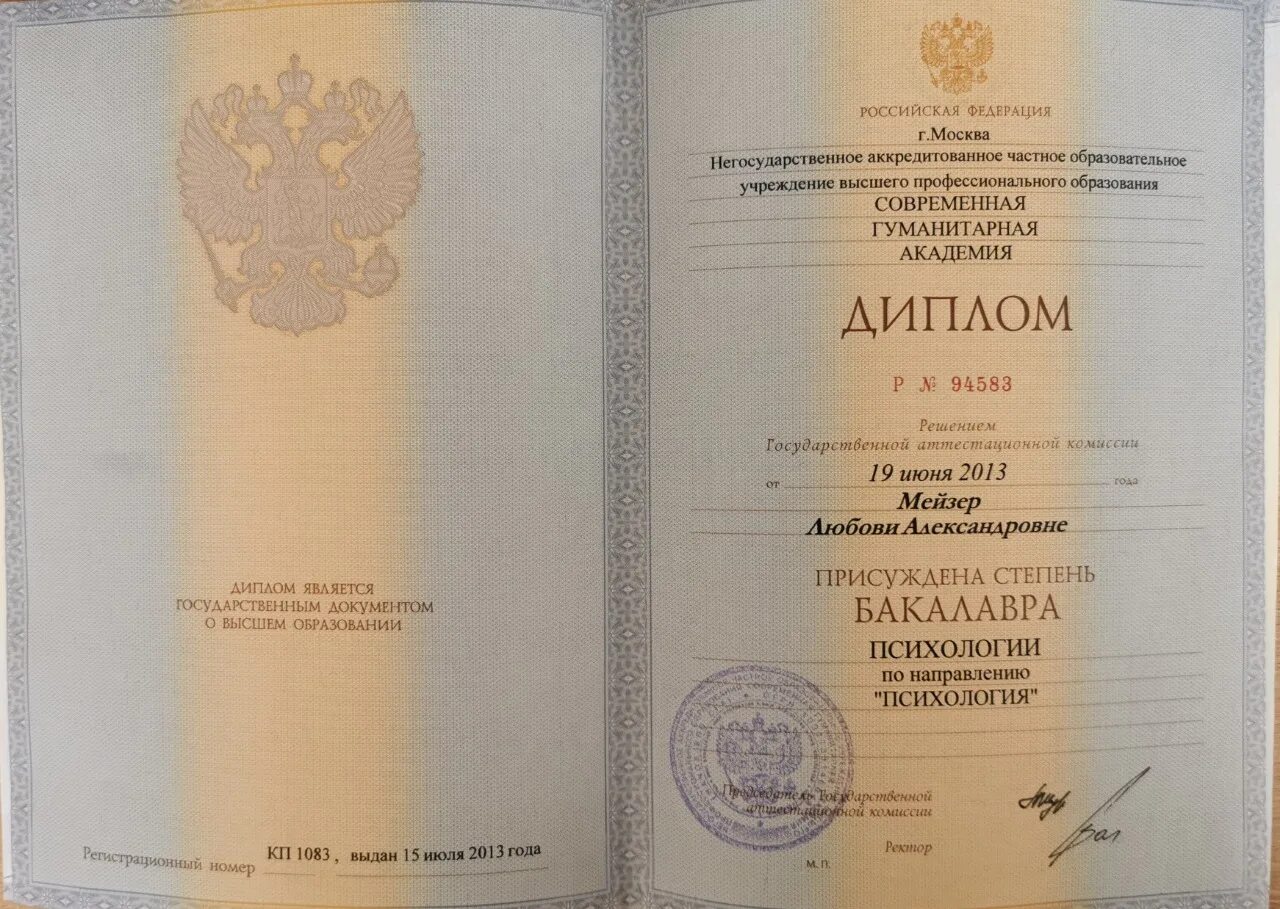 ДИПЛОМ ЯВЛЯЕТСЯ
ГОСУДАРСТВЕННЫМ ДОКУМЕНТОМ
О ВЫСШЕМ ОБРАЗОВАНИИ
Регистрационный номер КП 1083 , выдан 15 июля 2013 года
РОССИЙСКАЯ ФЕДЕРАЦИЯ
г.Москва
Негосударственное аккредитованное частное образовательное
учреждение высшего профессионального образования
СОВРЕМЕННАЯ
ГУМАНИТАРНАЯ
АКАДЕМИЯ
ДИПЛОМ
Р № 94583
Решением
Государственной аттестационной комиссии
от 19 июня 2013 года
Мейзер
Любови Александровне
ПРИСУЖДЕНА СТЕПЕНЬ
БАКАЛАВРА
ПСИХОЛОГИИ
по направлению
"ПСИХОЛОГИЯ"
Председатель Государственной
аттестационной комиссии
Ректор
М. П.